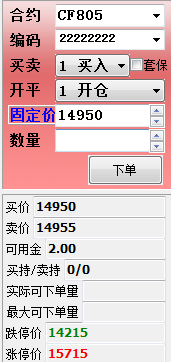 合约 CF805
编码 22222222
买卖 1 买入 套保
开平 1 开仓
固定价 14950
数量
下单
买价 14950
卖价 14955
可用金 2.00
买持/卖持 0/0
实际可下单量
最大可下单量
跌停价 14215
涨停价 15715